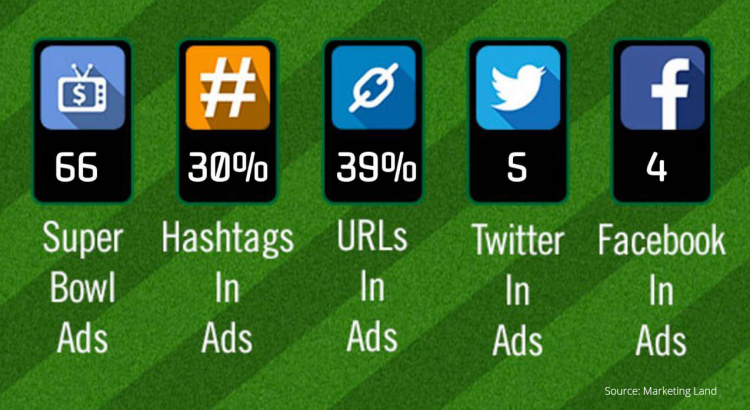 66
30%
39%
5
4
Super
Bowl
Ads
Hashtags
In
Ads
URLs
In
Ads
Twitter
In
Ads
Facebook
In
Ads
Source: Marketing Land